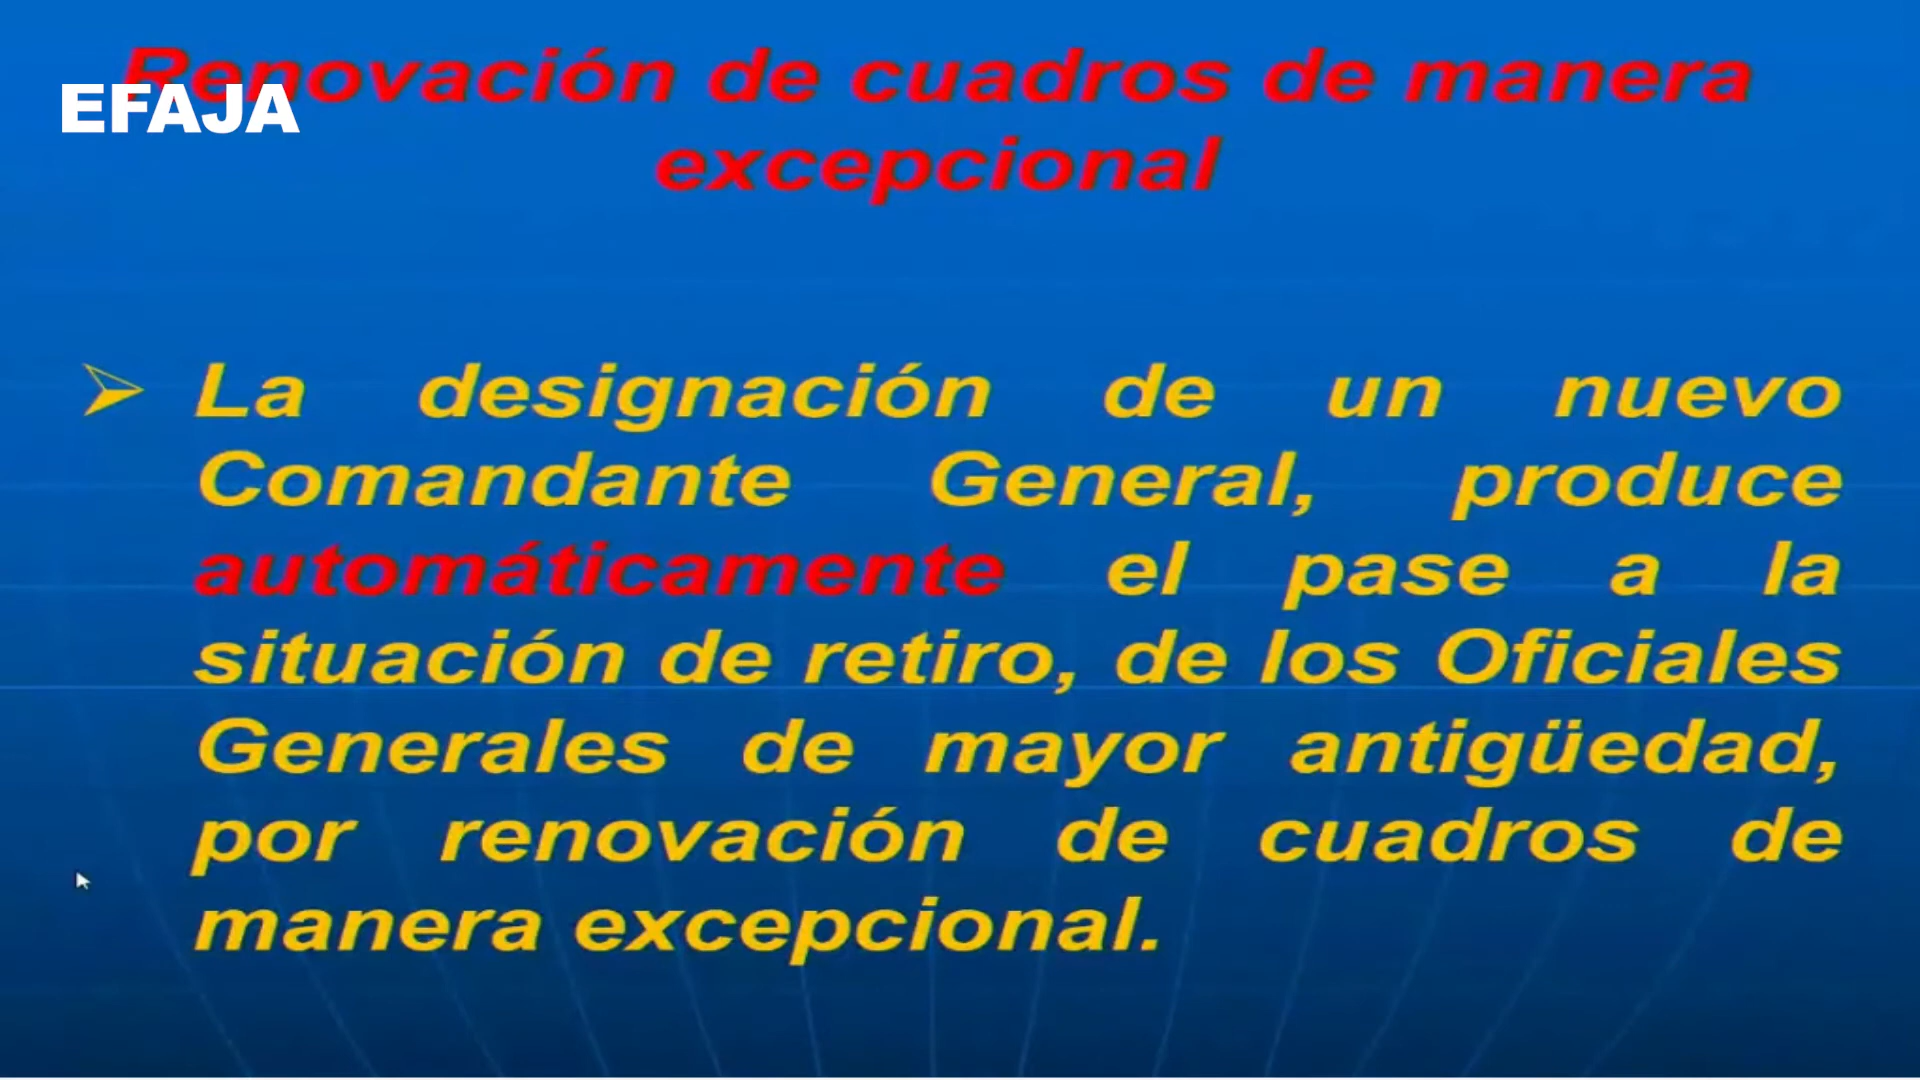 Renovación de cuadros de manera
EFAJA
excepcional
La designación de un nuevo
Comandante General, produce
automáticamente el pase a la
situación de retiro, de los Oficiales
Generales de mayor antigüedad,
por renovación de cuadros de
manera excepcional.